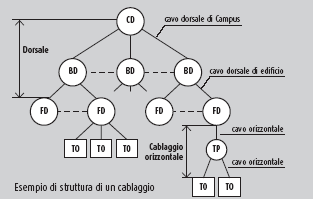 CD
cavo dorsale di Campus
Dorsale
BD
BD
BD
cavo dorsale di edificio
FD
FD
FD
FD
cavo orizzontale
Cablaggio
orizzontale
TO
TO
TO
TP
cavo orizzontale
TO
TO
Esempio di struttura di un cablaggio